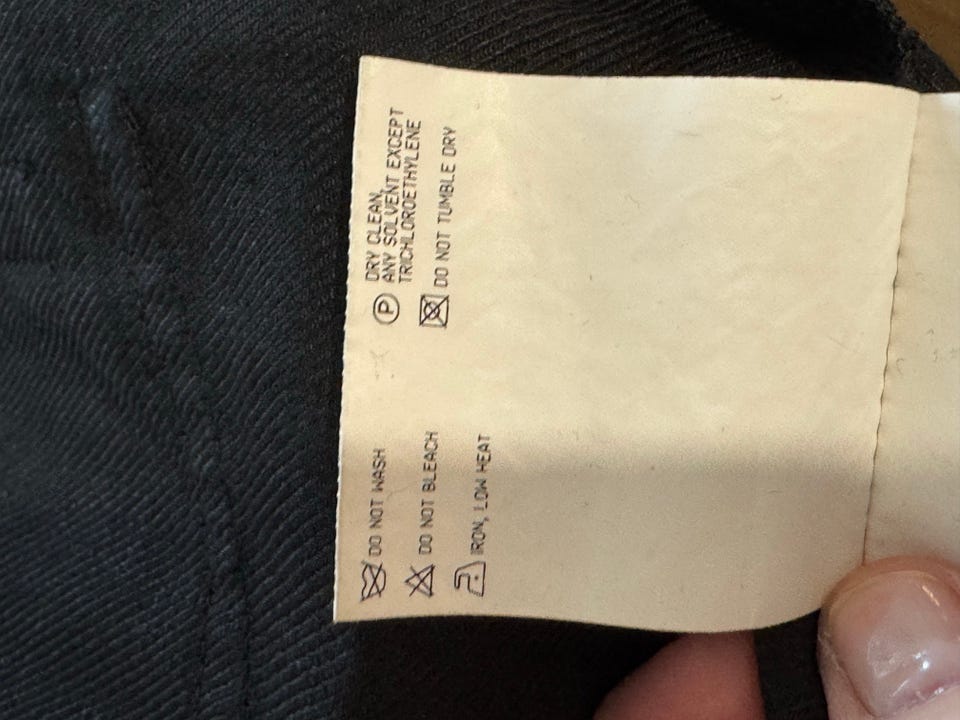 DO NOT WASH
DO NOT BLEACH
IRON, LOW HEAT
P DRY CLEAN,
ANY SOLVENT EXCEPT
TRICHLOROETHYLENE
DO NOT TUMBLE DRY